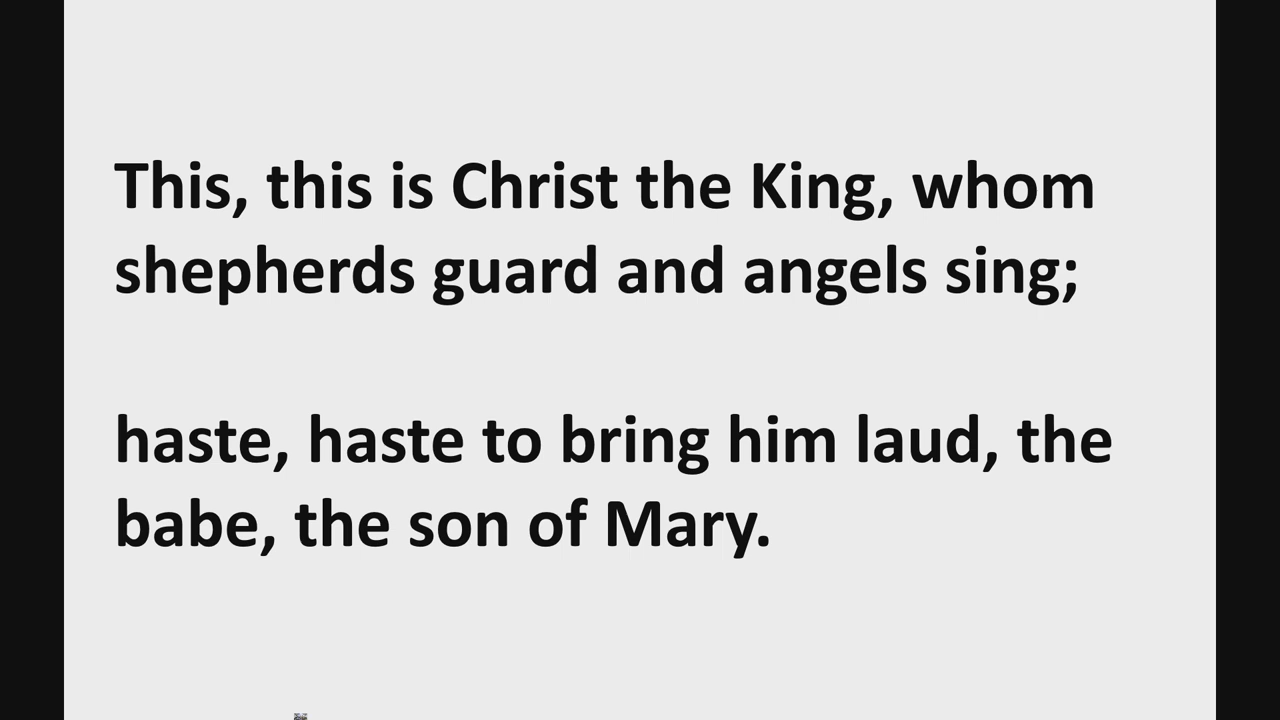 This, this is Christ the King, whom
shepherds guard and angels sing;
haste, haste to bring him laud, the
babe, the son of Mary.